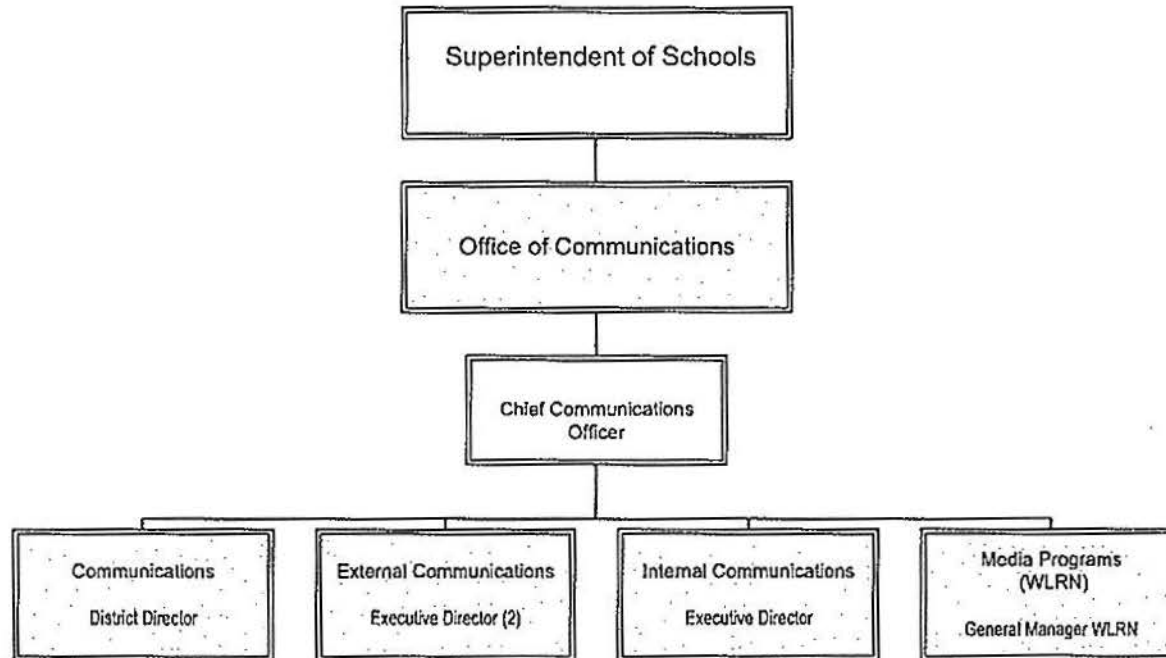 Superintendent of Schools
Office of Communications
Chief Communications
Officer
Communications
District Director
External Communications
Executive Director (2)
Internal Communications
Executive Director
Media Programs
(WLRN)
General Manager WLRN